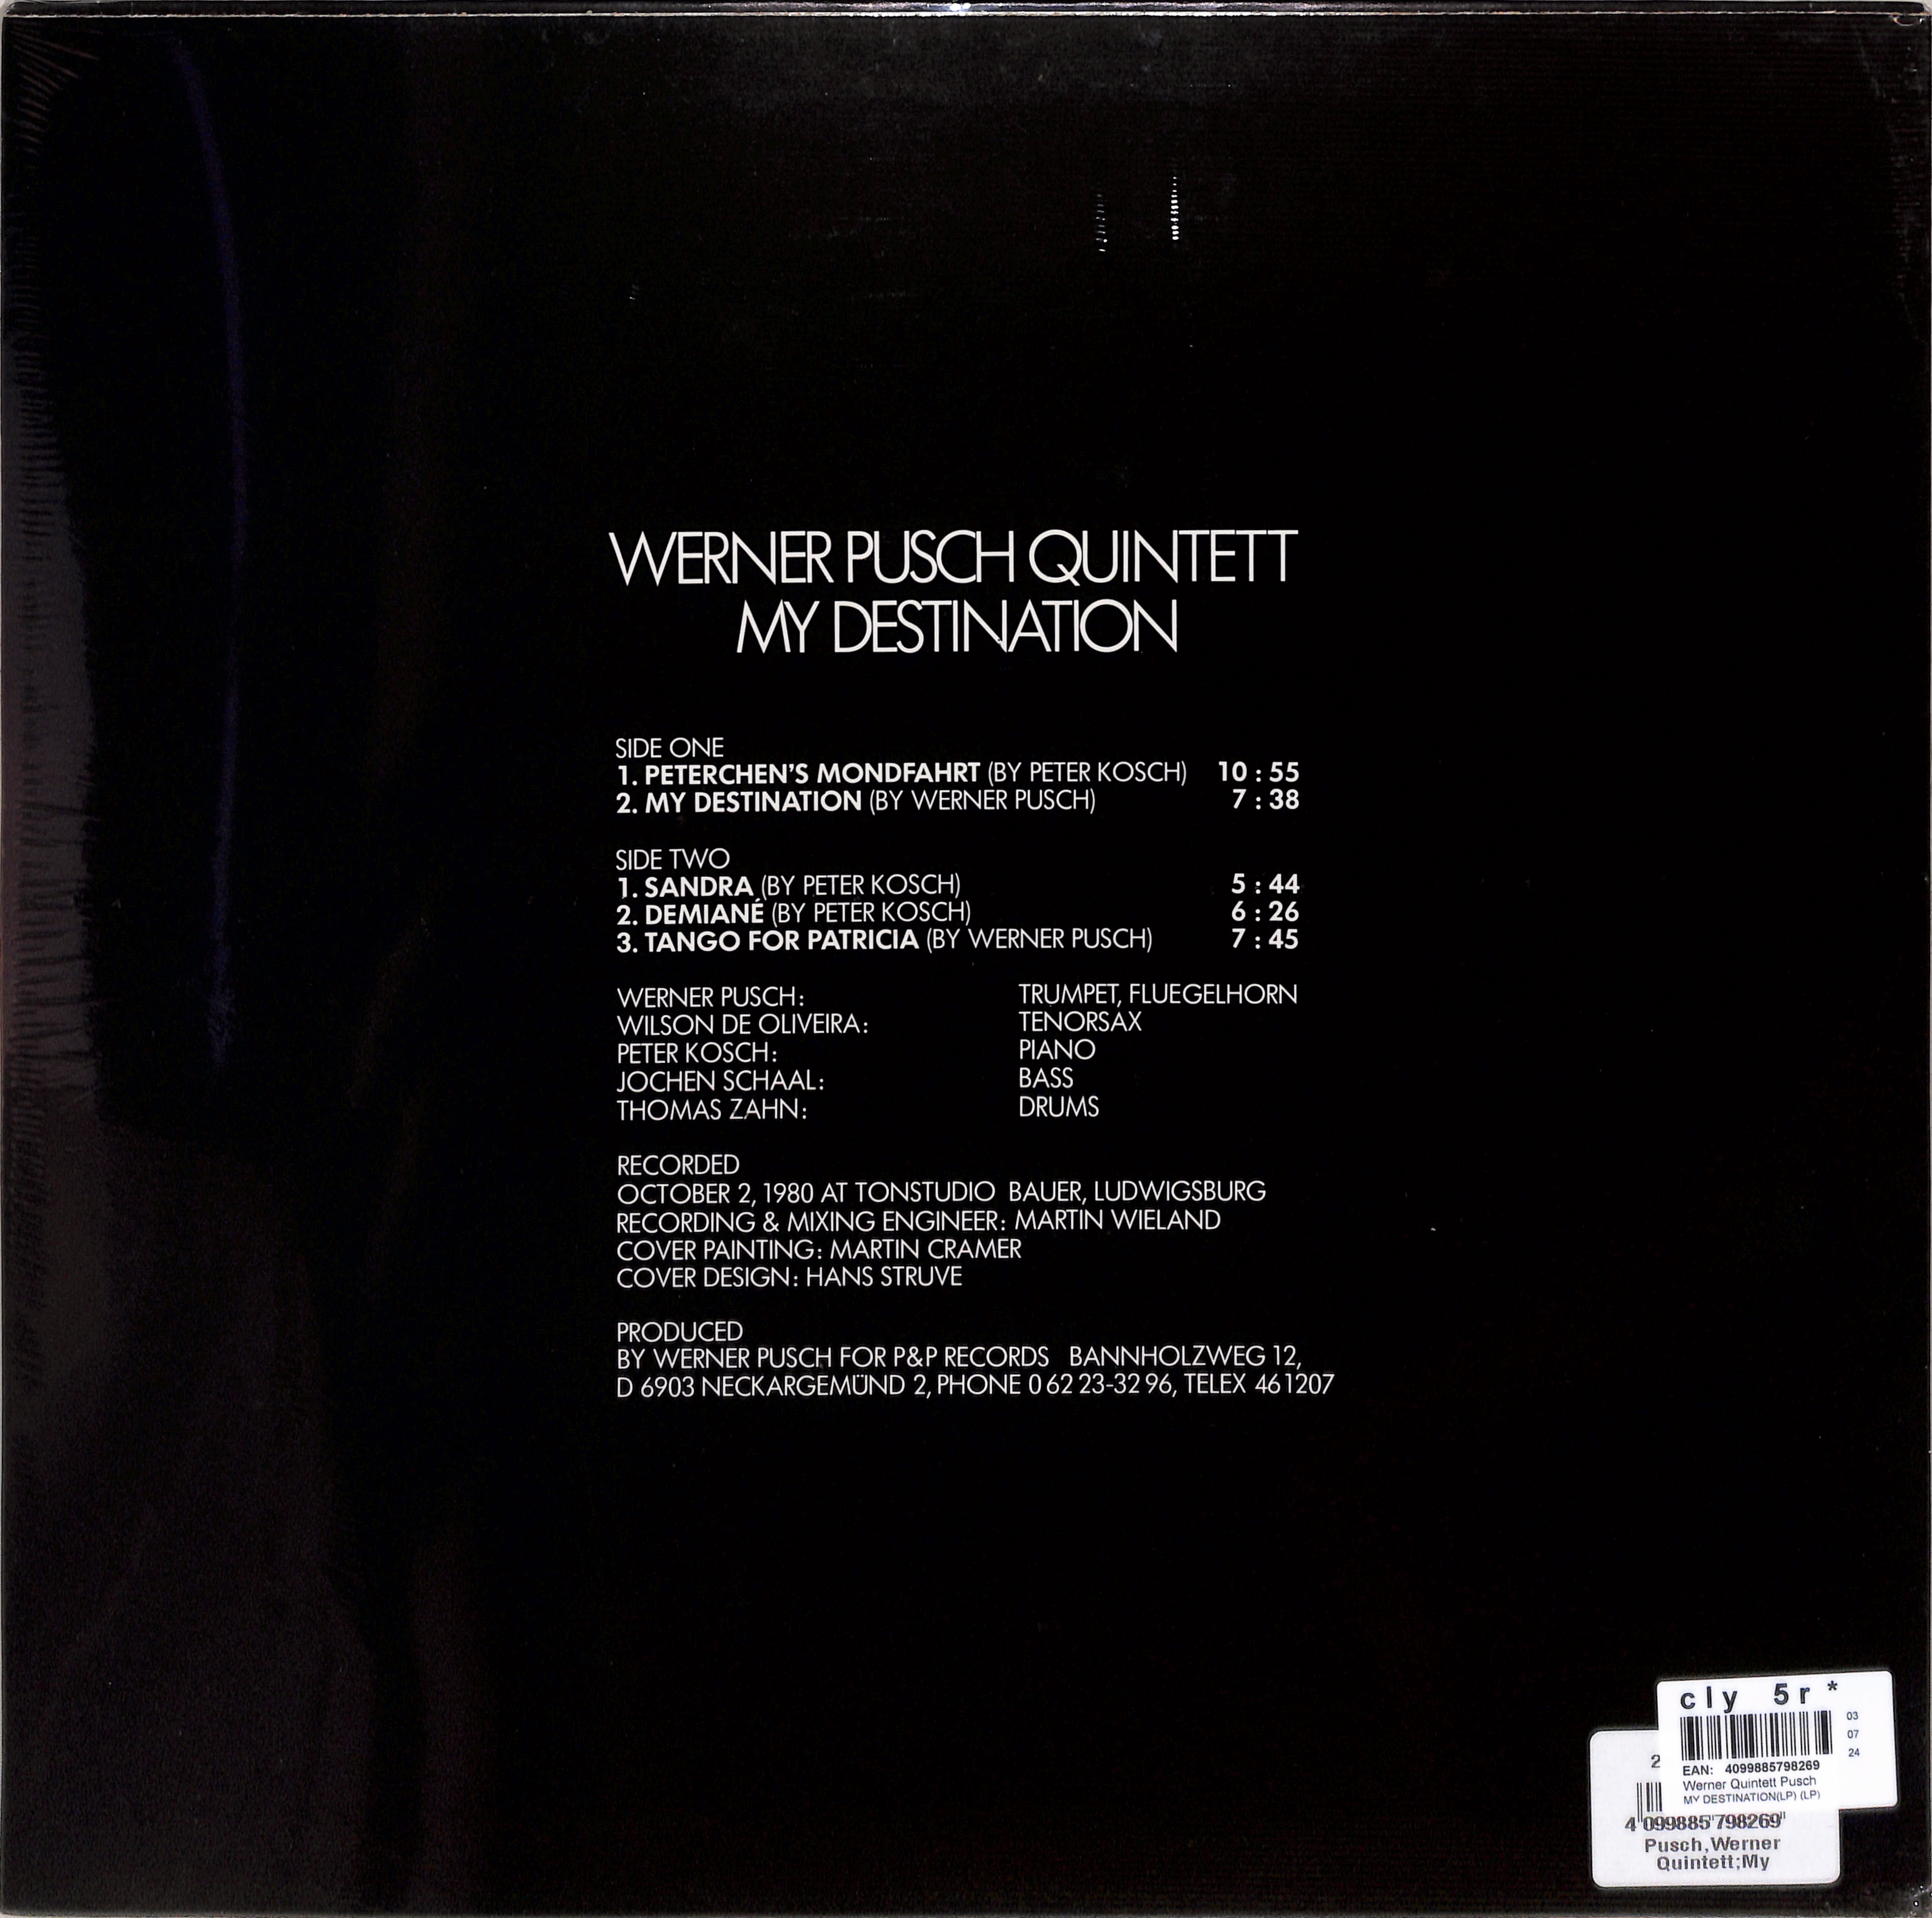 WERNER PUSCH QUINTETT
MY DESTINATION
SIDE ONE
1. PETERCHEN'S MONDFAHRT (BY PETER KOSCH) 10 : 55
2. MY DESTINATION (BY WERNER PUSCH) 7 : 38
SIDE TWO
1. SANDRA (BY PETER KOSCH) 5 : 44
2. DEMIANÉ (BY PETER KOSCH) 6 : 26
3. TANGO FOR PATRICIA (BY WERNER PUSCH) 7 : 45
WERNER PUSCH: TRUMPET, FLUEGELHORN
WILSON DE OLIVEIRA: TENORSAX
PETER KOSCH: PIANO
JOCHEN SCHAAL: BASS
THOMAS ZAHN: DRUMS
RECORDED
OCTOBER 2, 1980 AT TONSTUDIO BAUER, LUDWIGSBURG
RECORDING & MIXING ENGINEER: MARTIN WIELAND
COVER PAINTING: MARTIN CRAMER
COVER DESIGN: HANS STRUVE
PRODUCED
BY WERNER PUSCH FOR P&P RECORDS BANNHOLZWEG 12,
D 6903 NECKARGEMÜND 2, PHONE 0 62 23-32 96, TELEX 46 1207
cly 5r *
03
07
24
EAN: 4099885798269
Werner Quintett Pusch
MY DESTINATION(LP) (LP)
2
4 099885 798269
Pusch,Werner
Quintett;My